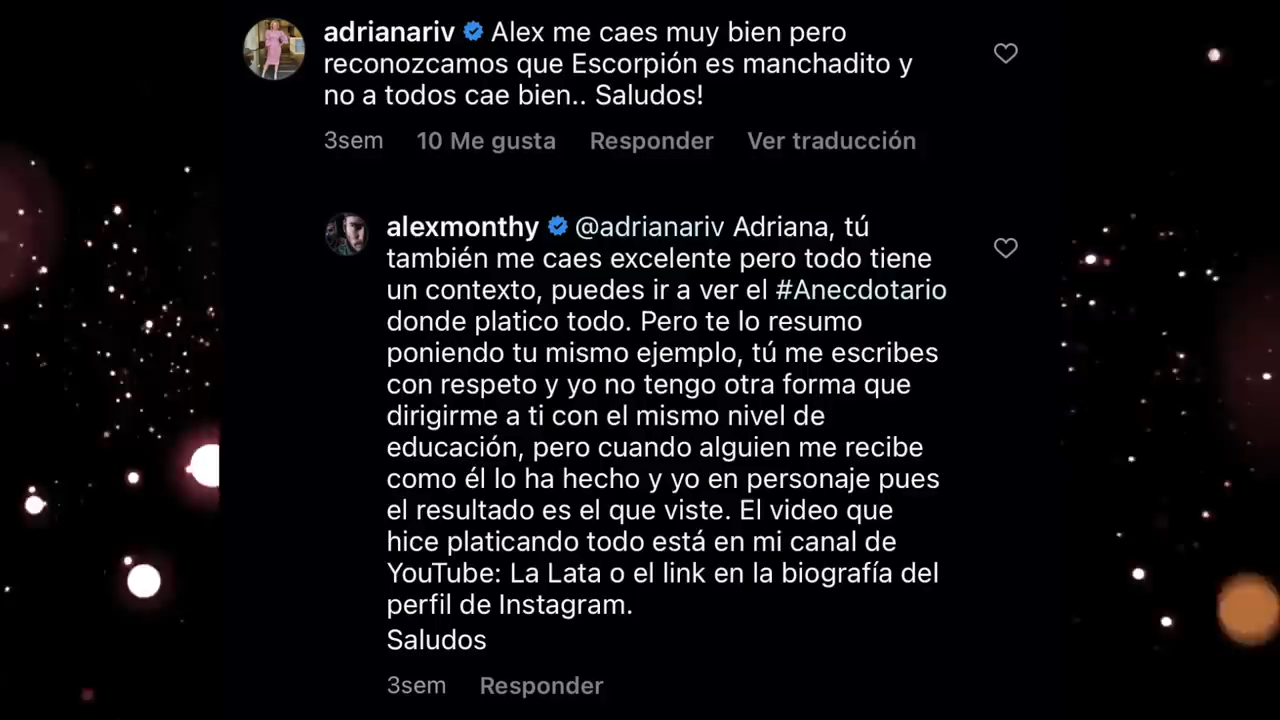 adrianariv Alex me caes muy bien pero
reconozcamos que Escorpión es manchadito y
no a todos cae bien.. Saludos!
3sem 10 Me gusta Responder Ver traducción
alexmonthy @adrianariv Adriana, tú
también me caes excelente pero todo tiene
un contexto, puedes ir a ver el #Anecdotario
donde platico todo. Pero te lo resumo
poniendo tu mismo ejemplo, tú me escribes
con respeto y yo no tengo otra forma que
dirigirme a ti con el mismo nivel de
educación, pero cuando alguien me recibe
como él lo ha hecho y yo en personaje pues
el resultado es el que viste. El video que
hice platicando todo está en mi canal de
YouTube: La Lata o el link en la biografía del
perfil de Instagram.
Saludos
3sem Responder